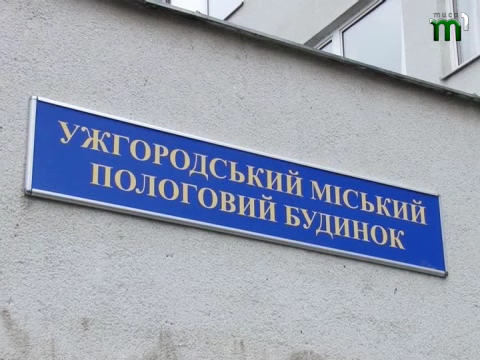 УЖГОРОДСЬКИЙ МІСЬКИЙ
ПОЛОГОВИЙ БУДИНОК